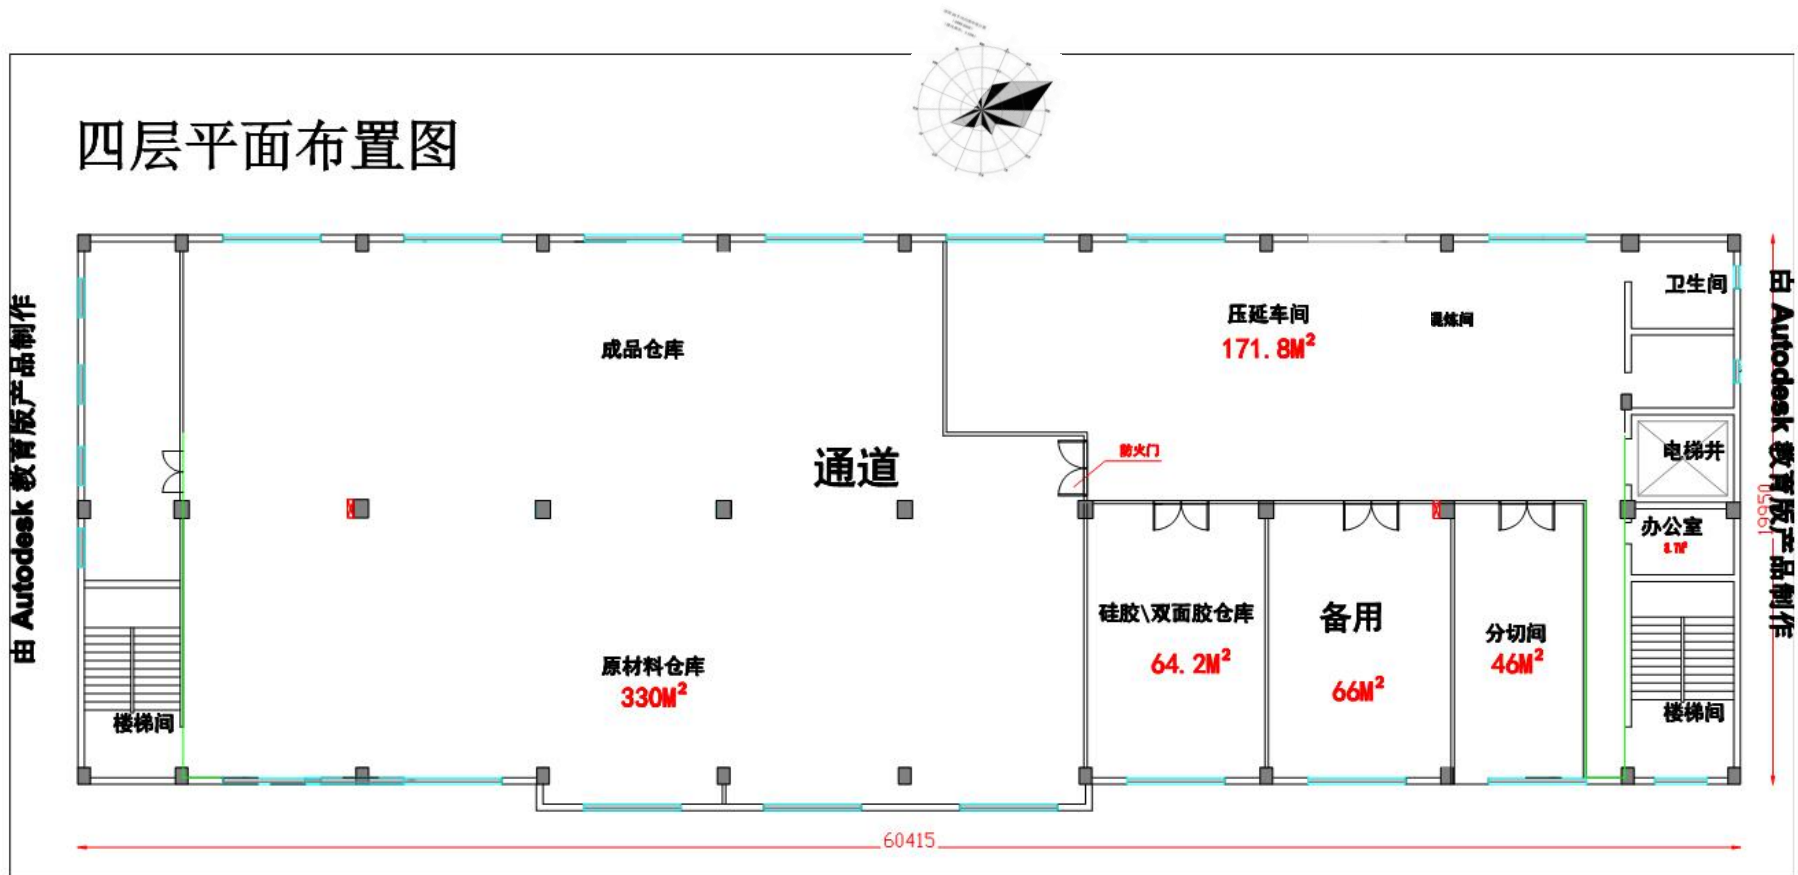 四层平面布置图
由 Autodesk 教育版产品制作
由 Autodesk 教育版产品制作
卫生间
压延车间
171.8M²
混炼间
成品仓库
通道
防火门
电梯井
19950
办公室
硅胶\双面胶仓库
64.2M²
备用
66M²
分切间
46M²
原材料仓库
330M²
楼梯间
楼梯间
60415